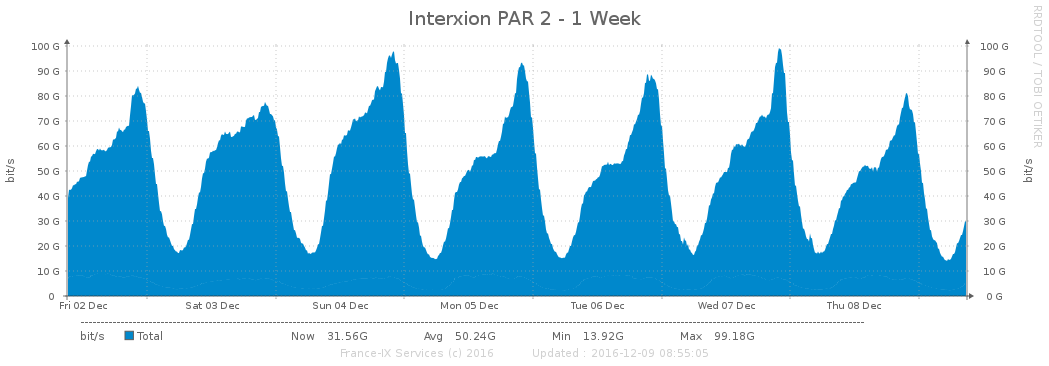 Interxion PAR 2 - 1 Week
RRDTOOL / TOBI OETIKER
bit/s
100 G
90 G
80 G
70 G
60 G
50 G
40 G
30 G
20 G
10 G
0
100 G
90 G
80 G
70 G
60 G
50 G
40 G
30 G
20 G
10 G
0 G
bit/s
Fri 02 Dec Sat 03 Dec Sun 04 Dec Mon 05 Dec Tue 06 Dec Wed 07 Dec Thu 08 Dec
bit/s Total Now 31.56G Avg 50.24G Min 13.92G Max 99.18G
France-IX Services (c) 2016 Updated : 2016-12-09 08:55:05